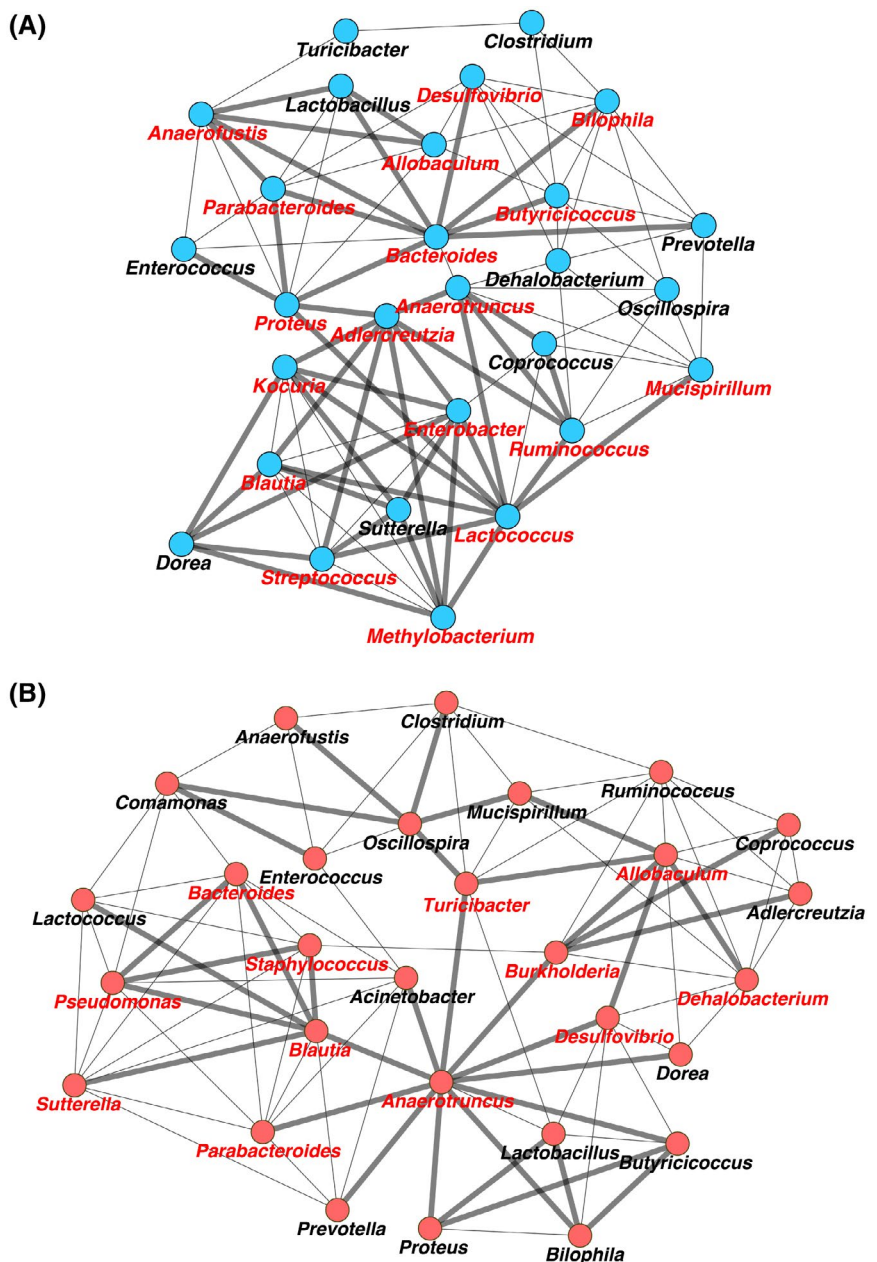 (A)
Turicibacter
Clostridium
Lactobacillus
Desulfovibrio
Anaerofustis
Bilophila
Allobaculum
Parabacteroides
Butyricicoccus
Bacteroides
Prevotella
Enterococcus
Dehalobacterium
Anaerotruncus
Oscillospira
Proteus
Adlercreutzia
Coprococcus
Kocuria
Mucispirillum
Enterobacter
Ruminococcus
Blautia
Sutterella
Lactococcus
Dorea
Streptococcus
Methylobacterium
(B)
Anaerofustis
Clostridium
Comamonas
Mucispirillum
Ruminococcus
Oscillospira
Coprococcus
Enterococcus
Allobaculum
Bacteroides
Turicibacter
Lactococcus
Adlercreutzia
Staphylococcus
Burkholderia
Pseudomonas
Acinetobacter
Dehalobacterium
Desulfovibrio
Blautia
Dorea
Sutterella
Anaerotruncus
Parabacteroides
Lactobacillus
Butyricicoccus
Prevotella
Proteus
Bilophila